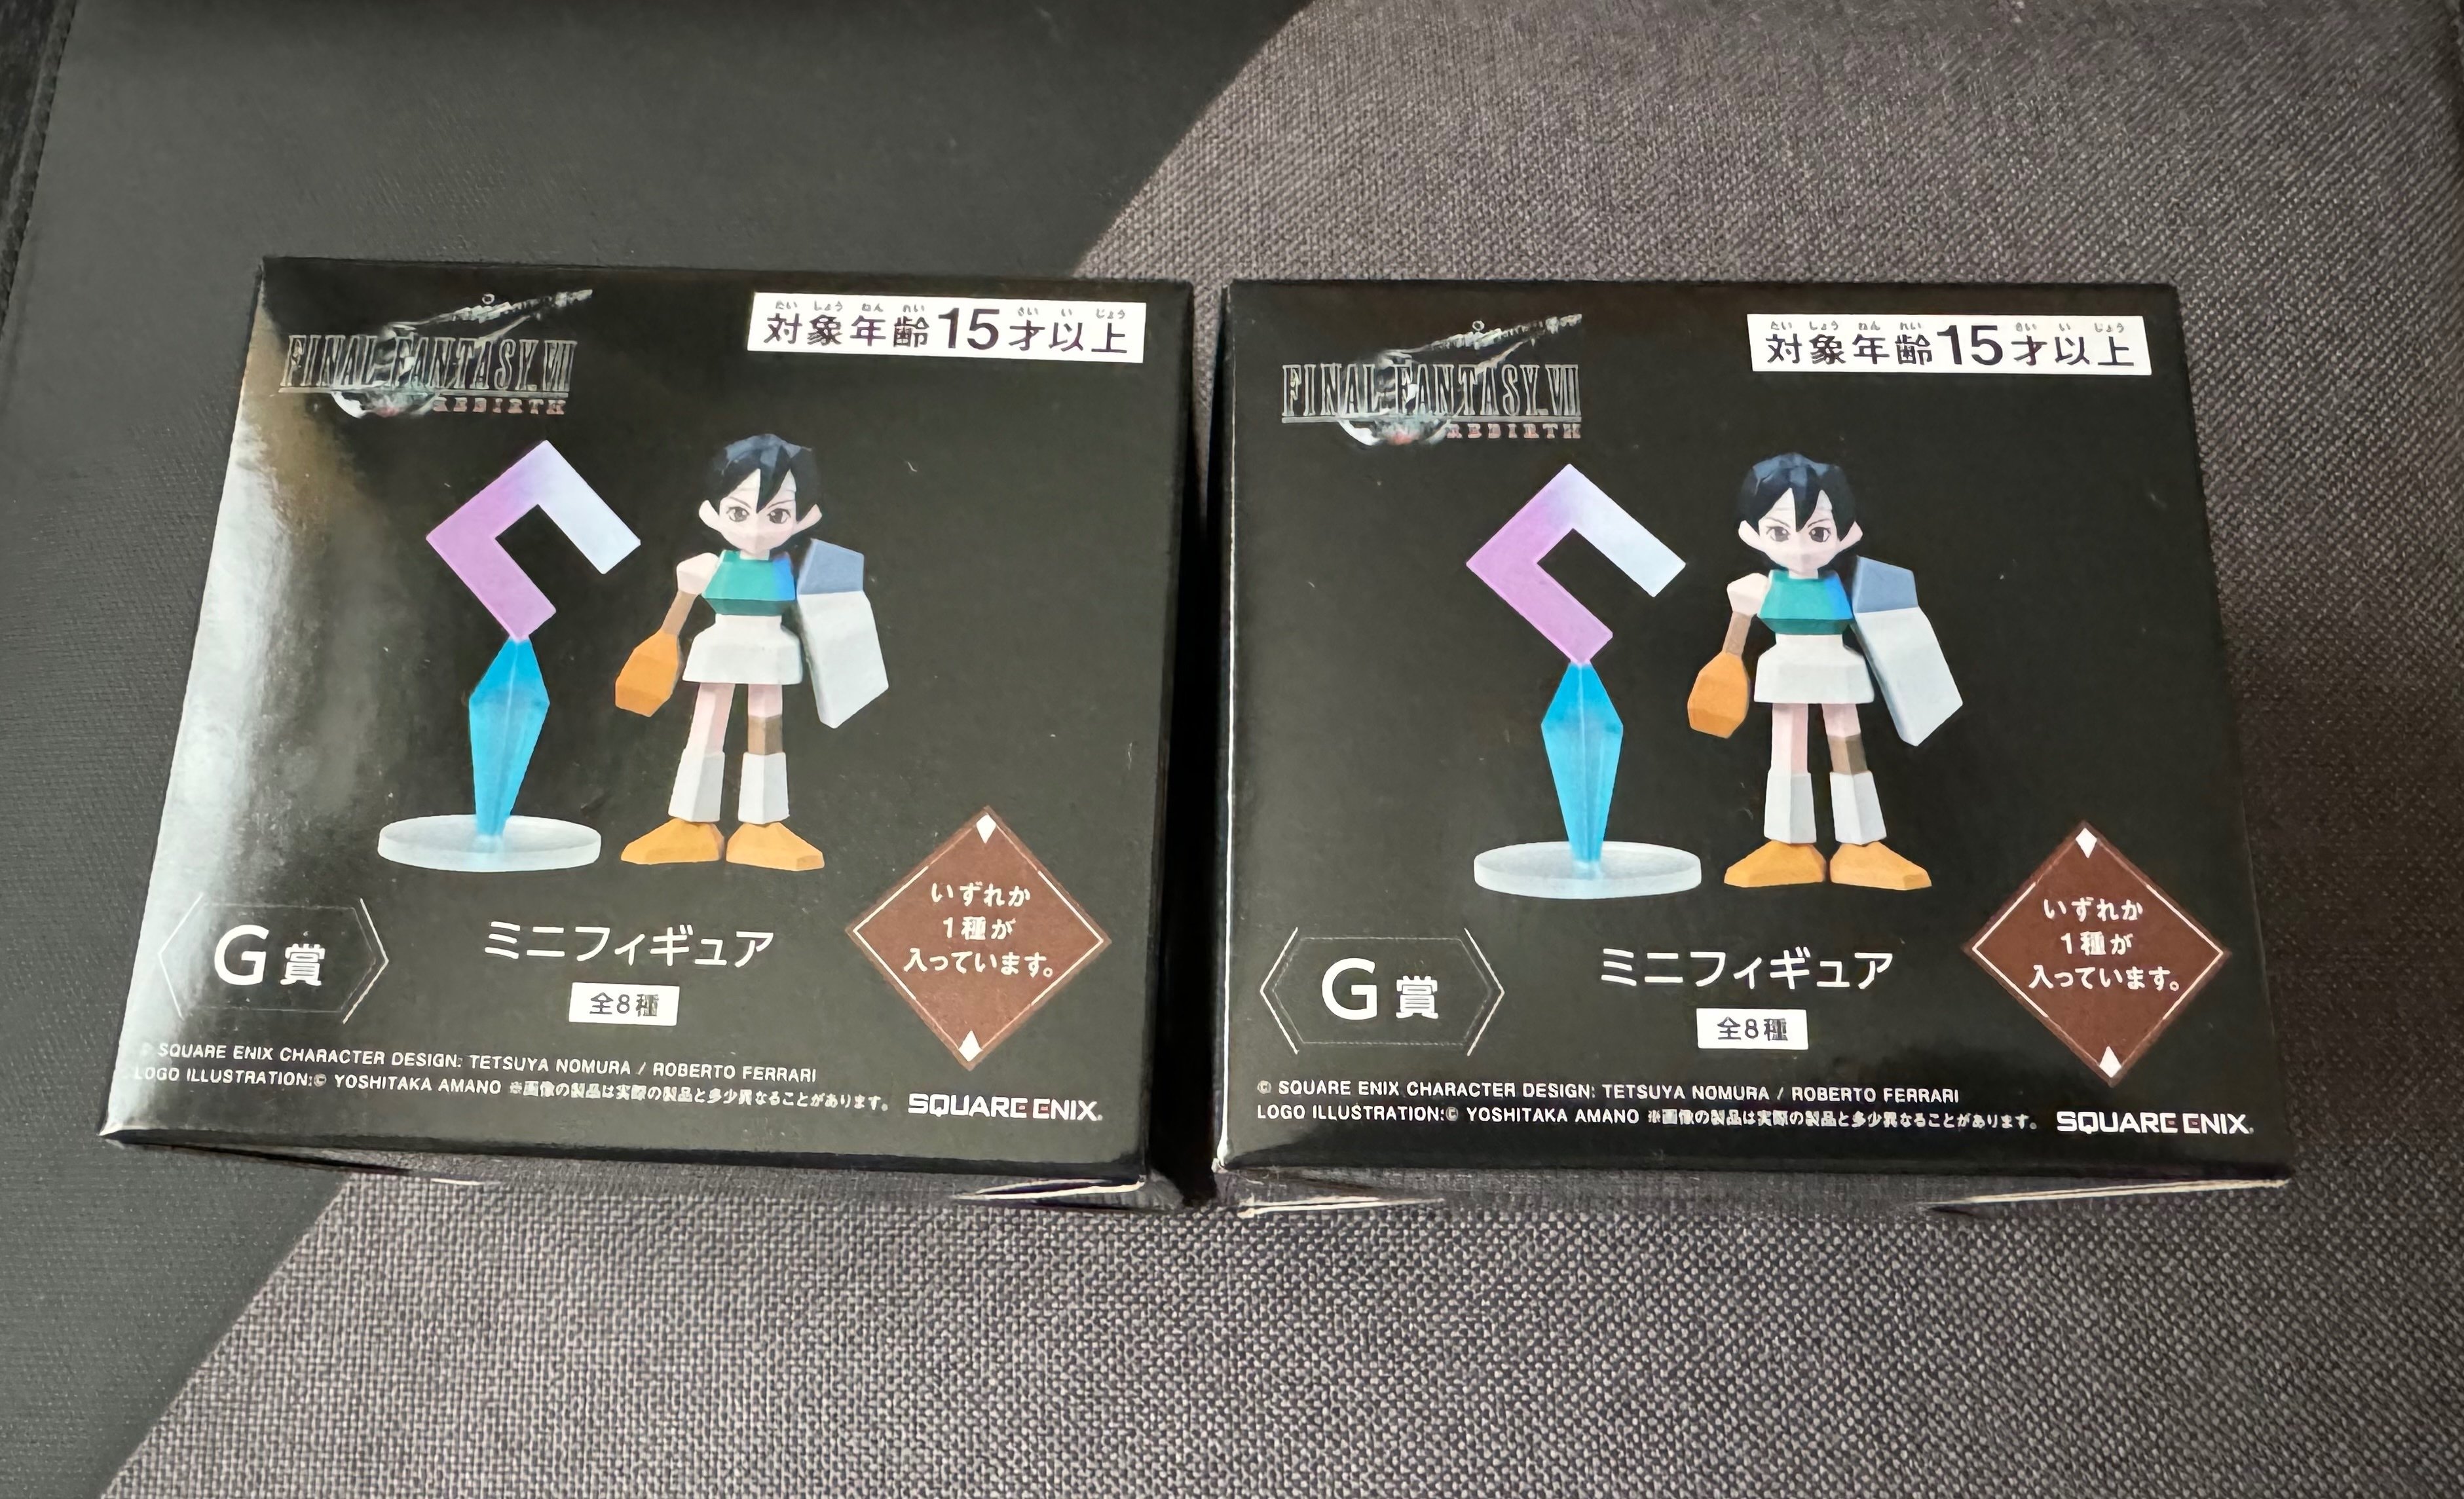 FINAL FANTASY VII
REBIRTH
たいしょうねんれい さいいじょう
対象年齢15才以上
G賞
ミニフィギュア
全8種
いずれか
1種が
入っています。
© SQUARE ENIX CHARACTER DESIGN: TETSUYA NOMURA / ROBERTO FERRARI
LOGO ILLUSTRATION:© YOSHITAKA AMANO ※画像の製品は実際の製品と多少異なることがあります。
SQUARE ENIX.
FINAL FANTASY VII
REBIRTH
たいしょうねんれい さいいじょう
対象年齢15才以上
G賞
ミニフィギュア
全8種
いずれか
1種が
入っています。
© SQUARE ENIX CHARACTER DESIGN: TETSUYA NOMURA / ROBERTO FERRARI
LOGO ILLUSTRATION:© YOSHITAKA AMANO ※画像の製品は実際の製品と多少異なることがあります。
SQUARE ENIX.